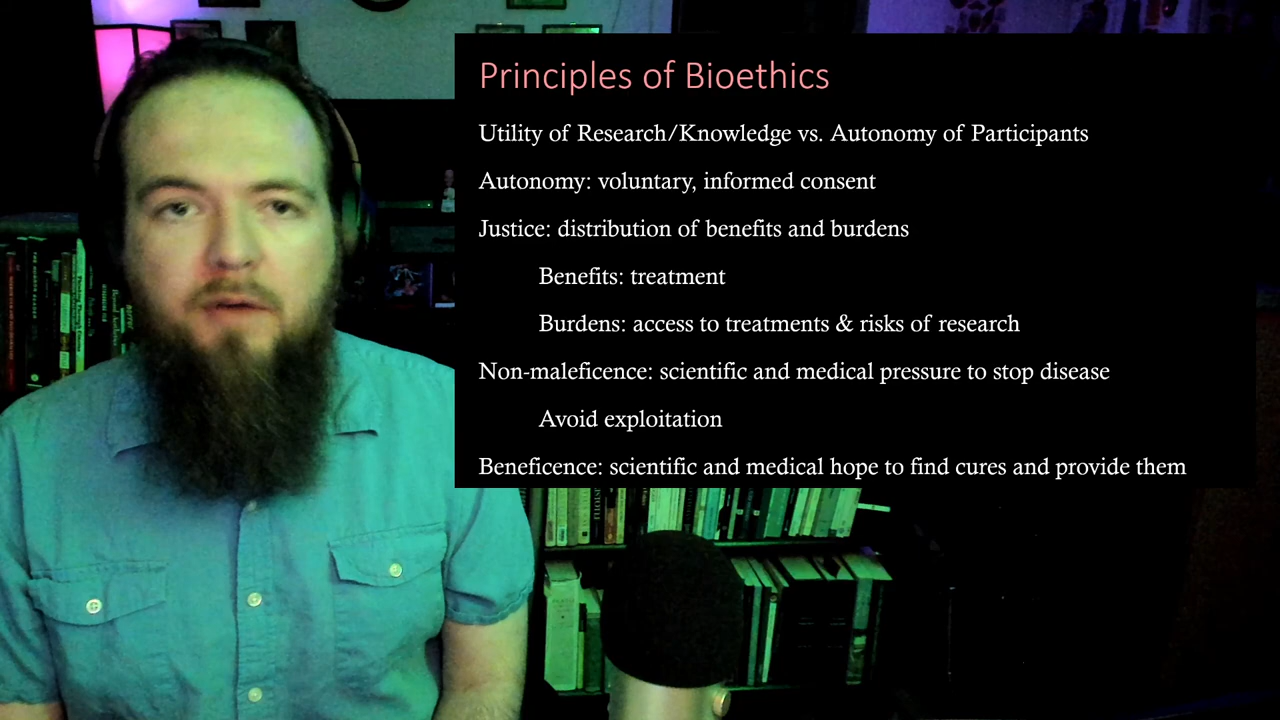 Principles of Bioethics
Utility of Research/Knowledge vs. Autonomy of Participants
Autonomy: voluntary, informed consent
Justice: distribution of benefits and burdens
Benefits: treatment
Burdens: access to treatments & risks of research
Non-maleficence: scientific and medical pressure to stop disease
Avoid exploitation
Beneficence: scientific and medical hope to find cures and provide them